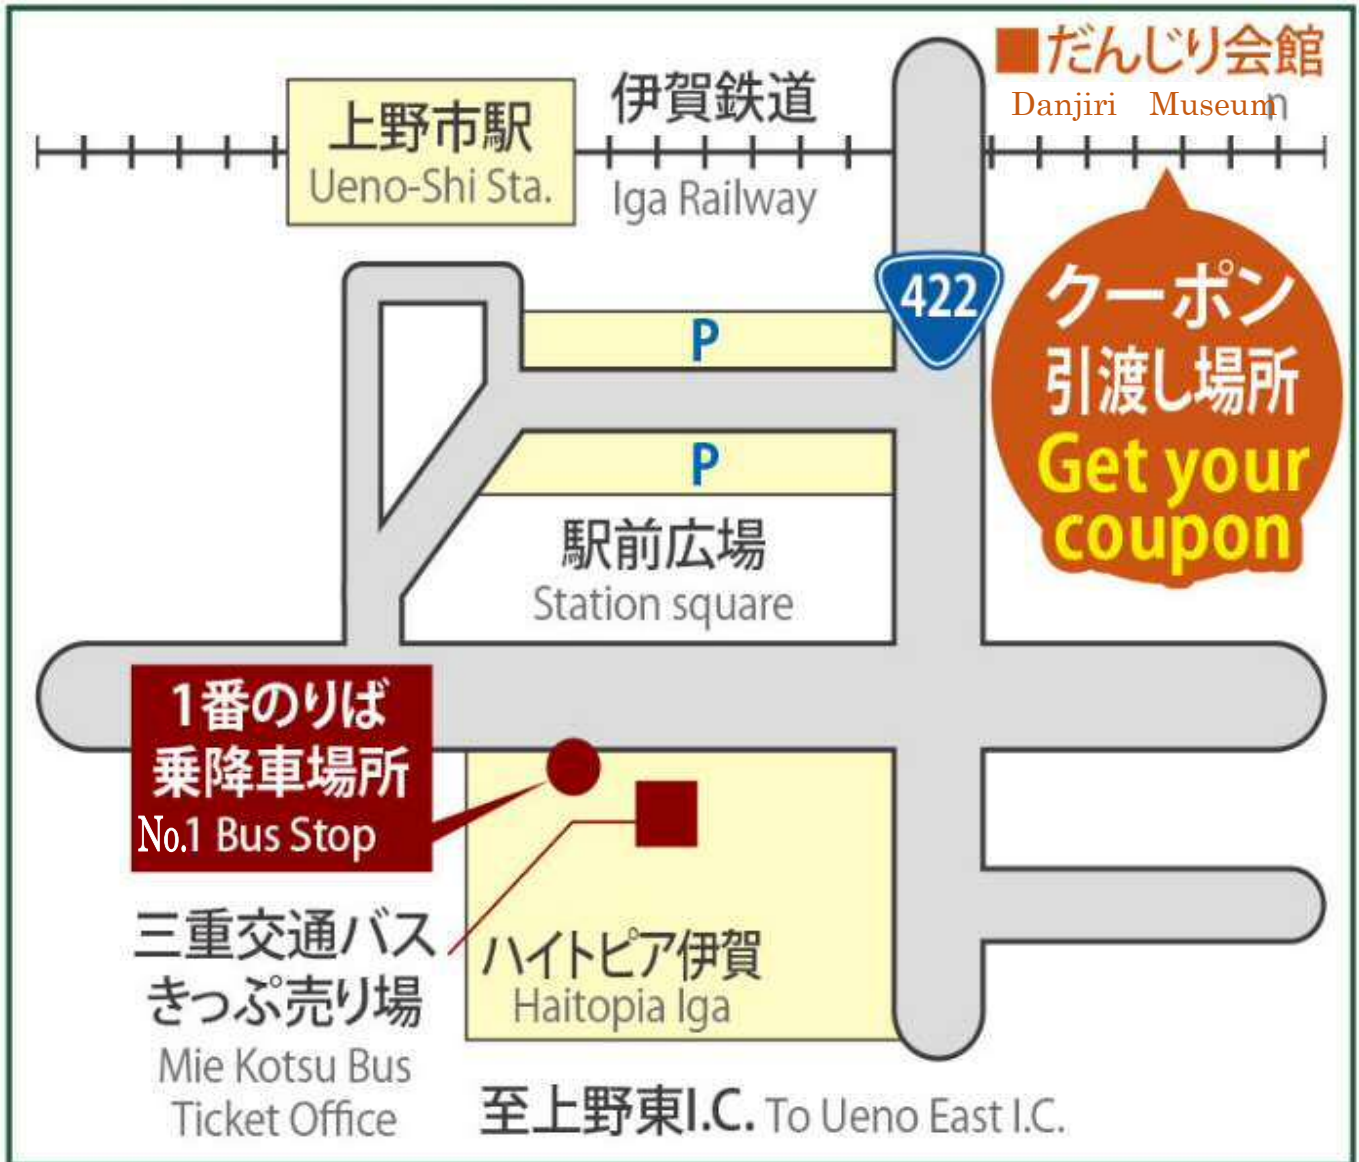 ■だんじり会館
Danjiri Museum
伊賀鉄道
Iga Railway
上野市駅
Ueno-Shi Sta.
422
クーポン
引渡し場所
Get your
coupon
P
P
駅前広場
Station square
1番のりば
乗降車場所
No.1 Bus Stop
三重交通バス
きっぷ売り場
Mie Kotsu Bus
Ticket Office
ハイトピア伊賀
Haitopia Iga
至上野東I.C. To Ueno East I.C.